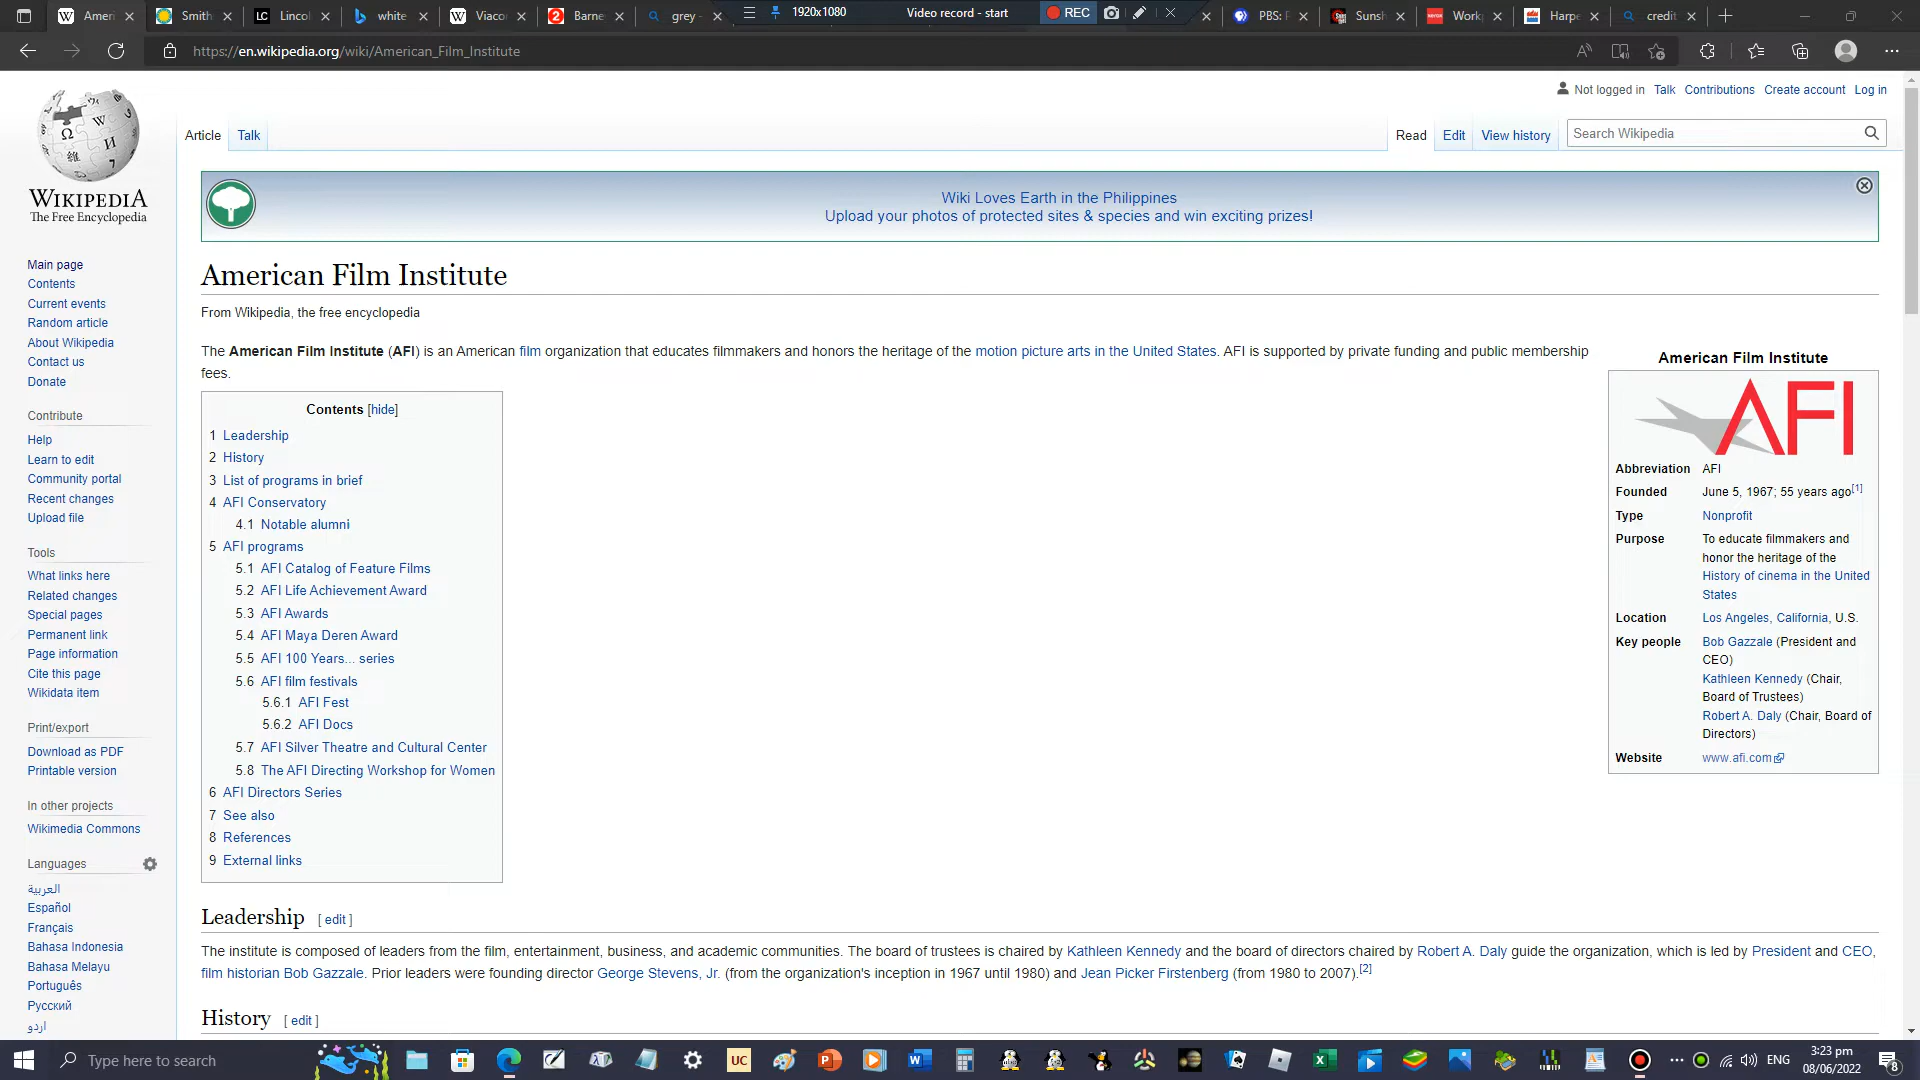 Ameri
Smith
Lincol
white
Viacon
Barne
grey -
1920x1080
Video record - start
REC
PBS: F
Sunsh
Work
Harpe
credit
https://en.wikipedia.org/wiki/American_Film_Institute
WIKIPEDIA
The Free Encyclopedia
Not logged in Talk Contributions Create account Log in
Article Talk
Read Edit View history
Search Wikipedia
Wiki Loves Earth in the Philippines
Upload your photos of protected sites & species and win exciting prizes!
Main page
Contents
Current events
Random article
About Wikipedia
Contact us
Donate
Contribute
Help
Learn to edit
Community portal
Recent changes
Upload file
Tools
What links here
Related changes
Special pages
Permanent link
Page information
Cite this page
Wikidata item
Print/export
Download as PDF
Printable version
In other projects
Wikimedia Commons
Languages
العربية
Español
Français
Bahasa Indonesia
Bahasa Melayu
Português
Русский
اردو
American Film Institute
From Wikipedia, the free encyclopedia
The American Film Institute (AFI) is an American film organization that educates filmmakers and honors the heritage of the motion picture arts in the United States. AFI is supported by private funding and public membership
fees.
Contents [hide]
1 Leadership
2 History
3 List of programs in brief
4 AFI Conservatory
4.1 Notable alumni
5 AFI programs
5.1 AFI Catalog of Feature Films
5.2 AFI Life Achievement Award
5.3 AFI Awards
5.4 AFI Maya Deren Award
5.5 AFI 100 Years... series
5.6 AFI film festivals
5.6.1 AFI Fest
5.6.2 AFI Docs
5.7 AFI Silver Theatre and Cultural Center
5.8 The AFI Directing Workshop for Women
6 AFI Directors Series
7 See also
8 References
9 External links
American Film Institute
AFI
Abbreviation AFI
Founded June 5, 1967; 55 years ago[1]
Type Nonprofit
Purpose To educate filmmakers and
honor the heritage of the
History of cinema in the United
States
Location Los Angeles, California, U.S.
Key people Bob Gazzale (President and
CEO)
Kathleen Kennedy (Chair,
Board of Trustees)
Robert A. Daly (Chair, Board of
Directors)
Website www.afi.com
Leadership [ edit ]
The institute is composed of leaders from the film, entertainment, business, and academic communities. The board of trustees is chaired by Kathleen Kennedy and the board of directors chaired by Robert A. Daly guide the organization, which is led by President and CEO,
film historian Bob Gazzale. Prior leaders were founding director George Stevens, Jr. (from the organization's inception in 1967 until 1980) and Jean Picker Firstenberg (from 1980 to 2007).[2]
History [ edit ]
Type here to search
UC
ENG
3:23 pm
08/06/2022
8